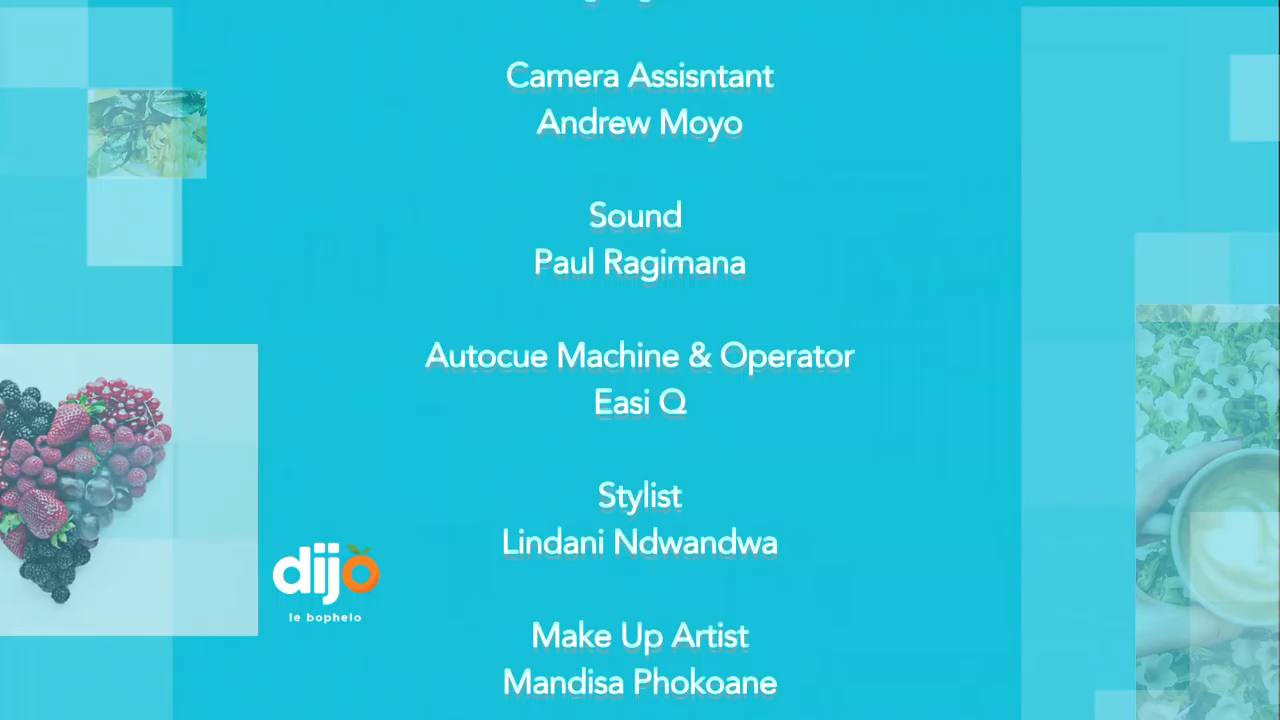 Camera Assisntant
Andrew Moyo
Sound
Paul Ragimana
Autocue Machine & Operator
Easi Q
Stylist
Lindani Ndwandwa
dijo
le bophelo
Make Up Artist
Mandisa Phokoane